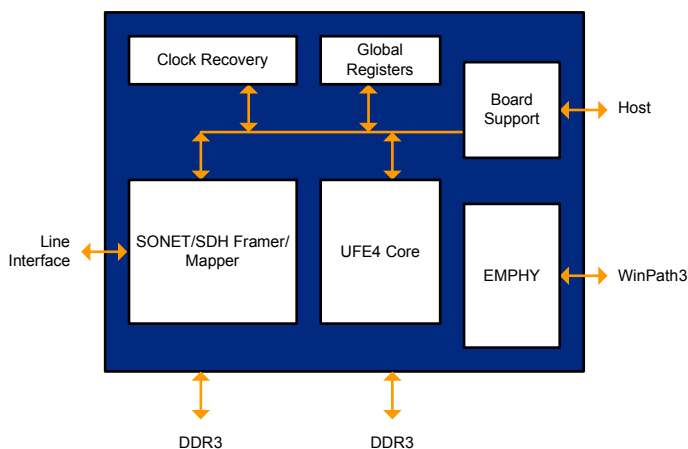 Clock Recovery
Global
Registers
Board
Support
Host
Line
Interface
SONET/SDH Framer/
Mapper
UFE4 Core
EMPHY
WinPath3
DDR3
DDR3